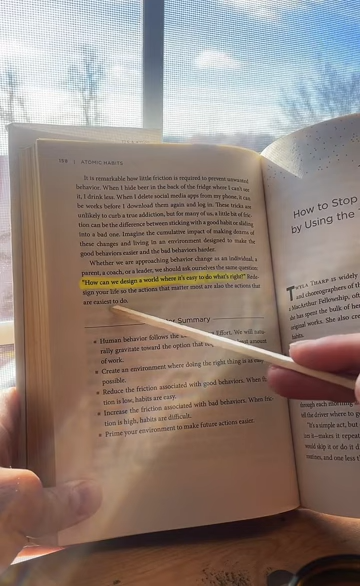 158 | ATOMIC HABITS
It is remarkable how little friction is required to prevent unwanted
behavior. When I hide beer in the back of the fridge where I can't see
it, I drink less. When I delete social media apps from my phone, it can
be weeks before I download them again and log in. These tricks are
unlikely to curb a true addiction, but for many of us, a little bit of fric-
tion can be the difference between sticking with a good habit or sliding
into a bad one. Imagine the cumulative impact of making dozens of
these changes and living in an environment designed to make the
good behaviors easier and the bad behaviors harder.
Whether we are approaching behavior change as an individual, a
parent, a coach, or a leader, we should ask ourselves the same question:
"How can we design a world where it's easy to do what's right?" Rede-
sign your life so the actions that matter most are also the actions that
are easiest to do.
Summary
Human behavior follows the Effort. We will natu-
rally gravitate toward the option that amount
of work.
Create an environment where doing the right thing is as
possible.
Reduce the friction associated with good behaviors. When
tion is low, habits are easy.
Increase the friction associated with bad behaviors. When fric-
tion is high, habits are difficult.
Prime your environment to make future actions easier.
How to Stop
by Using the
THARP IS widely
and choreographers of th
MacArthur Fellowship, oft
has spent the bulk of her
original works. She also cre
habits.
through each morning
tell the driver where to
"It's a simple act, but
it makes it repeat
would skip it or do it d
and one less t